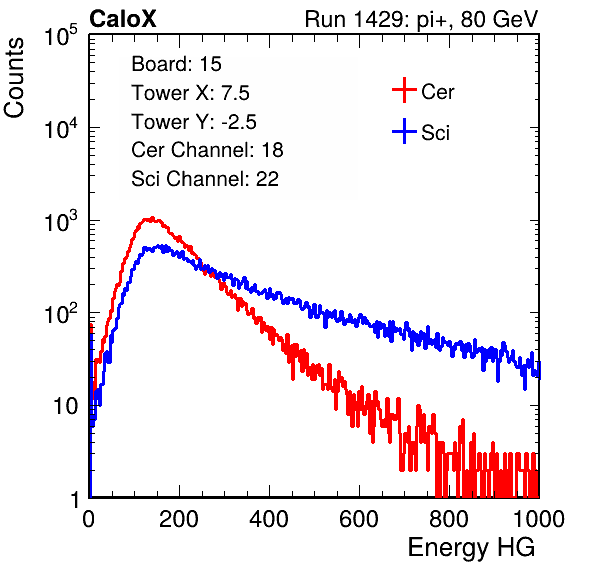 CaloX Run 1429: pi+, 80 GeV
Counts
10^5
10^4
10^3
10^2
10
1
Board: 15
Tower X: 7.5
Tower Y: -2.5
Cer Channel: 18
Sci Channel: 22
Cer
Sci
0 200 400 600 800 1000
Energy HG